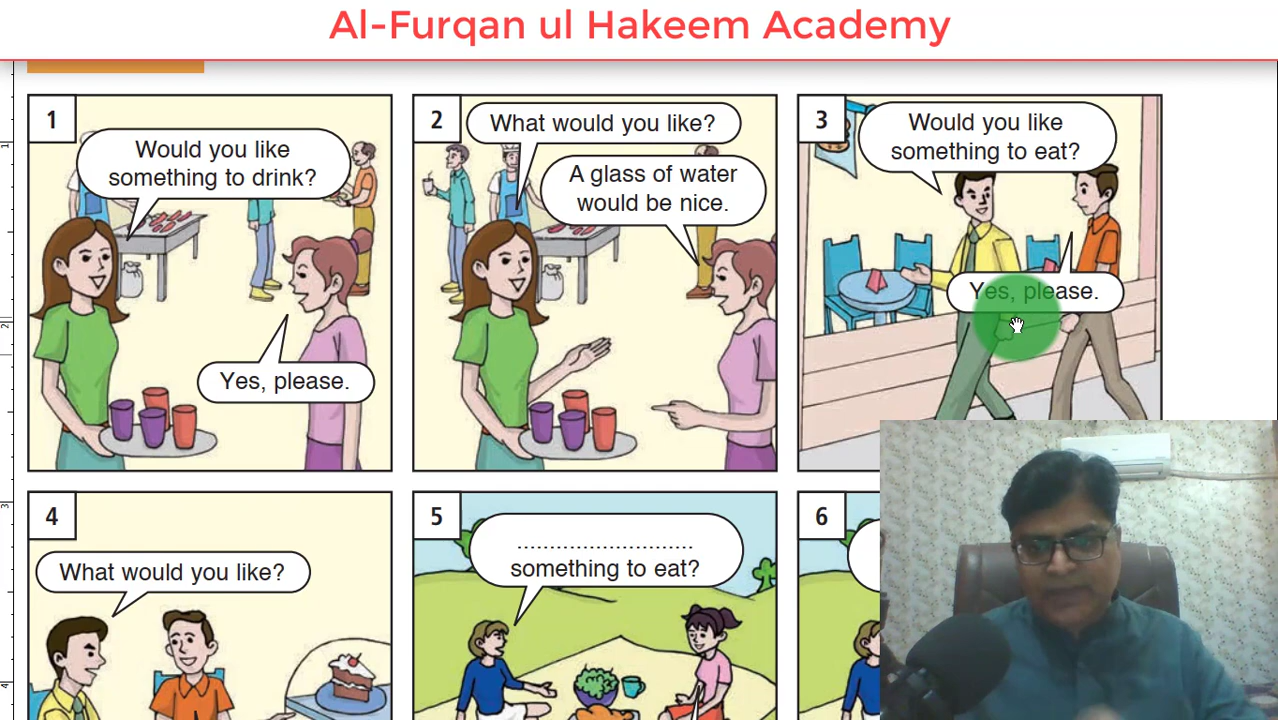 Al-Furqan ul Hakeem Academy
1
Would you like
something to drink?
Yes, please.
2
What would you like?
A glass of water
would be nice.
3
Would you like
something to eat?
Yes, please.
4
What would you like?
5
...........................
something to eat?
6